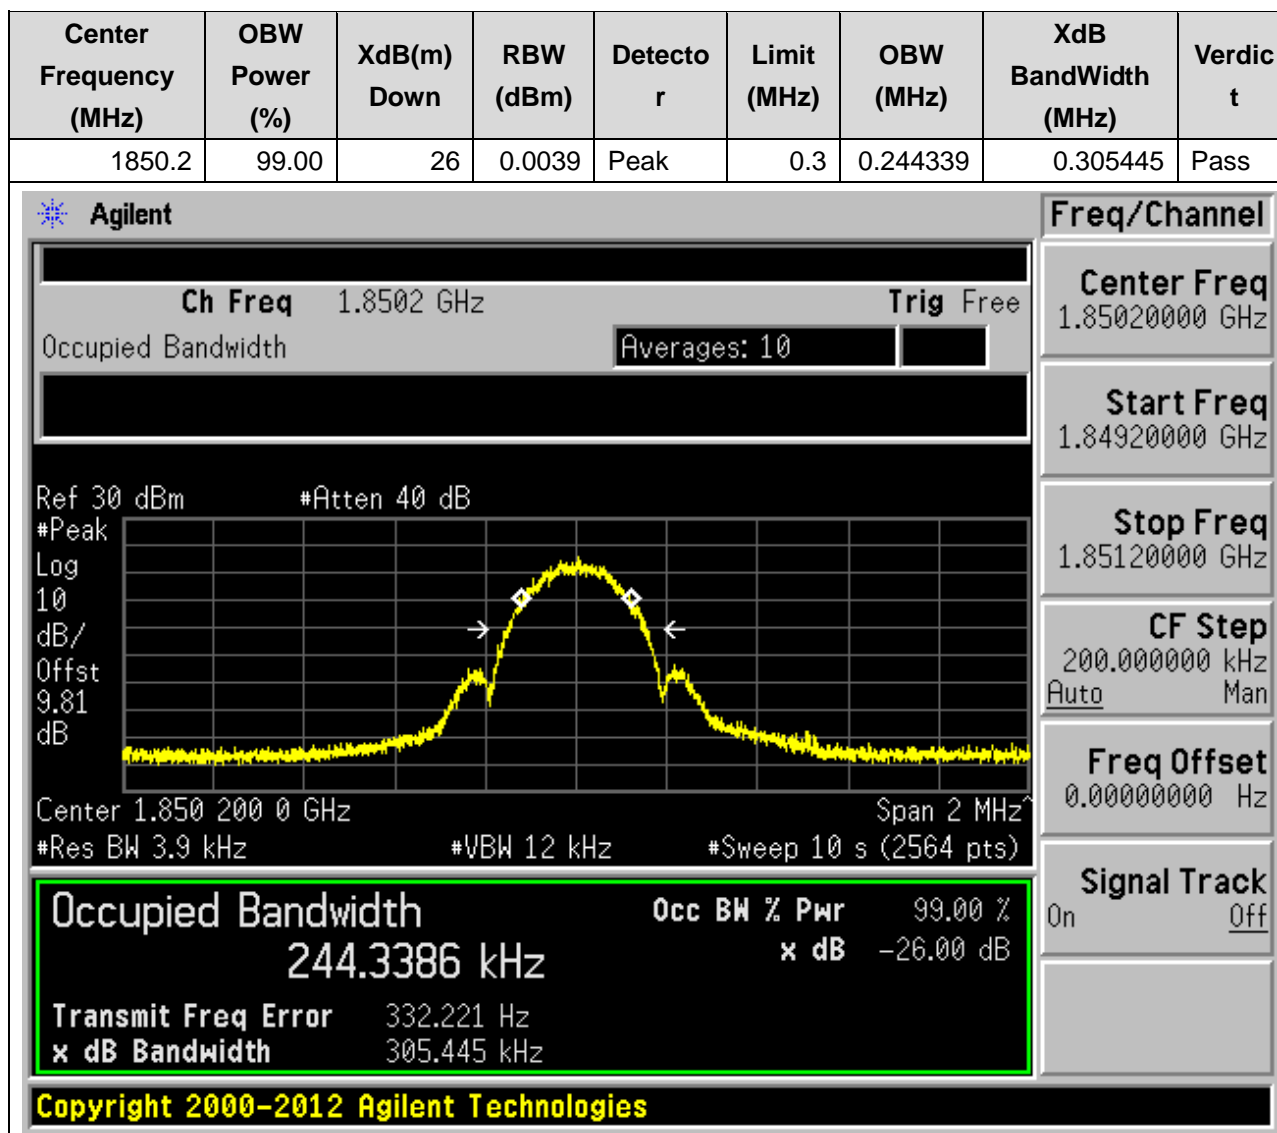 Center Frequency (MHz) OBW Power (%) XdB(m) Down RBW (dBm) Detector Limit (MHz) OBW (MHz) XdB BandWidth (MHz) Verdict
1850.2 99.00 26 0.0039 Peak 0.3 0.244339 0.305445 Pass
Agilent
Freq/Channel
Ch Freq 1.8502 GHz Trig Free
Occupied Bandwidth Averages: 10
Center Freq
1.85020000 GHz
Start Freq
1.84920000 GHz
Stop Freq
1.85120000 GHz
CF Step
200.000000 kHz
Auto Man
Freq Offset
0.00000000 Hz
Signal Track
On Off
Ref 30 dBm #Atten 40 dB
#Peak
Log
10
dB/
Offst
9.81
dB
Center 1.850 200 0 GHz Span 2 MHz^
#Res BW 3.9 kHz #VBW 12 kHz #Sweep 10 s (2564 pts)
Occupied Bandwidth Occ BW % Pwr 99.00 %
244.3386 kHz x dB -26.00 dB
Transmit Freq Error 332.221 Hz
x dB Bandwidth 305.445 kHz
Copyright 2000-2012 Agilent Technologies